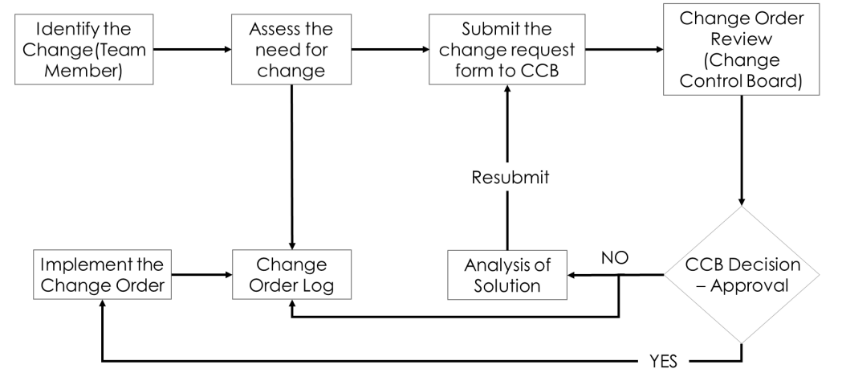 Identify the
Change(Team
Member)
Assess the
need for
change
Submit the
change request
form to CCB
Change Order
Review
(Change
Control Board)
Resubmit
Implement the
Change Order
Change
Order Log
Analysis of
Solution
NO
CCB Decision
– Approval
YES